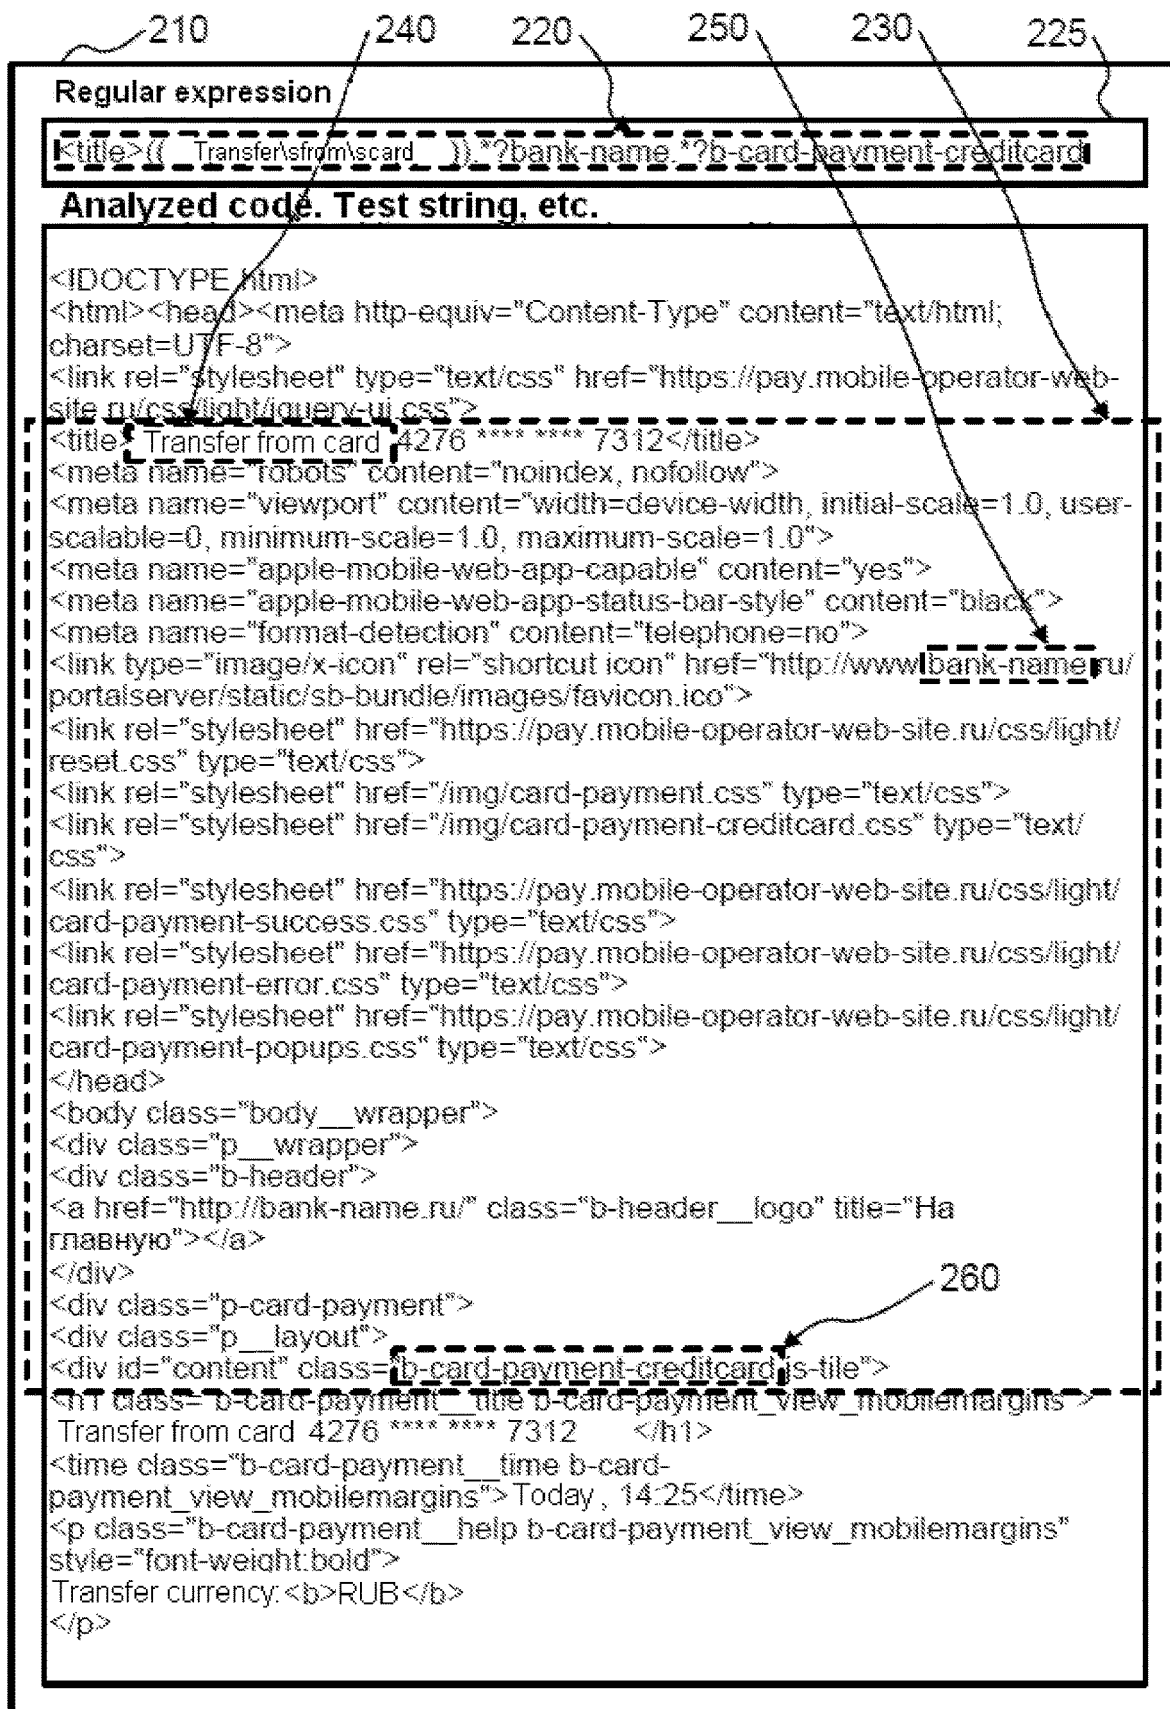 210 240 220 250 230 225
Regular expression
<title>(( Transfer\sfrom\scard )).*?bank-name.*?b-card-payment-creditcard
Analyzed code. Test string, etc.
<!DOCTYPE html>
<html><head><meta http-equiv="Content-Type" content="text/html;
charset=UTF-8">
<link rel="stylesheet" type="text/css" href="https://pay.mobile-operator-web-
site.ru/css/light/jquery-ui.css">
<title> Transfer from card 4276 **** **** 7312</title>
<meta name="robots" content="noindex, nofollow">
<meta name="viewport" content="width=device-width, initial-scale=1.0, user-
scalable=0, minimum-scale=1.0, maximum-scale=1.0">
<meta name="apple-mobile-web-app-capable" content="yes">
<meta name="apple-mobile-web-app-status-bar-style" content="black">
<meta name="format-detection" content="telephone=no">
<link type="image/x-icon" rel="shortcut icon" href="http://www.bank-name.ru/
portalserver/static/sb-bundle/images/favicon.ico">
<link rel="stylesheet" href="https://pay.mobile-operator-web-site.ru/css/light/
reset.css" type="text/css">
<link rel="stylesheet" href="/img/card-payment.css" type="text/css">
<link rel="stylesheet" href="/img/card-payment-creditcard.css" type="text/
css">
<link rel="stylesheet" href="https://pay.mobile-operator-web-site.ru/css/light/
card-payment-success.css" type="text/css">
<link rel="stylesheet" href="https://pay.mobile-operator-web-site.ru/css/light/
card-payment-error.css" type="text/css">
<link rel="stylesheet" href="https://pay.mobile-operator-web-site.ru/css/light/
card-payment-popups.css" type="text/css">
</head>
<body class="body__wrapper">
<div class="p__wrapper">
<div class="b-header">
<a href="http://bank-name.ru/" class="b-header__logo" title="На
главную"></a>
</div>
260
<div class="p-card-payment">
<div class="p__layout">
<div id="content" class="b-card-payment-creditcard js-tile">
<h1 class="b-card-payment__title b-card-payment_view_mobilemargins">
Transfer from card 4276 **** **** 7312 </h1>
<time class="b-card-payment__time b-card-
payment_view_mobilemargins">Today , 14:25</time>
<p class="b-card-payment__help b-card-payment_view_mobilemargins"
style="font-weight:bold">
Transfer currency:<b>RUB</b>
</p>